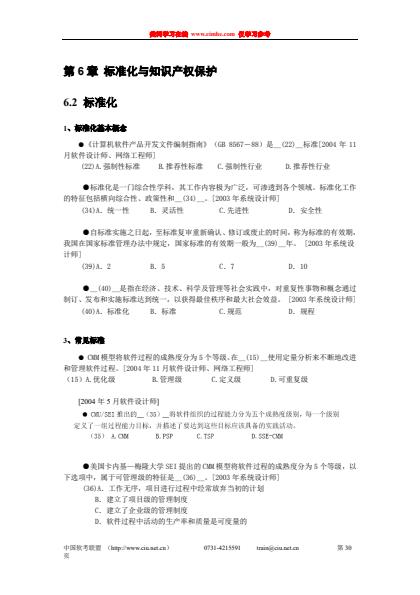 美河学习在线 www.eimhe.com 仅学习参考
第 6 章 标准化与知识产权保护
6.2 标准化
1、标准化基本概念
●《计算机软件产品开发文件编制指南》（GB 8567－88）是__(22)__标准[2004 年 11
月软件设计师、网络工程师]
(22)A.强制性标准 B.推荐性标准 C.强制性行业 D.推荐性行业
●标准化是一门综合性学科，其工作内容极为广泛，可渗透到各个领域。标准化工作
的特征包括横向综合性、政策性和__(34)__。[2003 年系统设计师]
(34)A．统一性 B．灵活性 C.先进性 D．安全性
●自标准实施之日起，至标准复审重新确认、修订或废止的时间，称为标准的有效期，
我国在国家标准管理办法中规定，国家标准的有效期一般为__(39)__年。 [2003 年系统设
计师]
(39)A．2 B．5 C．7 D．10
●__(40)__是指在经济、技术、科学及管理等社会实践中，对重复性事物和概念通过
制订、发布和实施标准达到统一，以获得最佳秩序和最大社会效益。 [2003 年系统设计师]
(40)A．标准化 B．标准 C.规范 D．规程
3、常见标准
● CMM 模型将软件过程的成熟度分为 5 个等级.在__(15)__使用定量分析来不断地改进
和管理软件过程。[2004 年 11 月软件设计师、网络工程师]
（15）A.优化级 B.管理级 C.定义级 D.可重复级
[2004 年 5 月软件设计师]
● CMU/SEI 推出的__（35）__将软件组织的过程能力分为五个成熟度级别，每一个级别
定义了一组过程能力目标，并描述了要达到这些目标应该具备的实践活动。
（35） A.CMM B.PSP C.TSP D.SSE-CMM
●美国卡内基—梅隆大学 SEI 提出的 CMM 模型将软件过程的成熟度分为 5 个等级，以
下选项中，属于可管理级的特征是__(36)__。[2003 年系统设计师]
(36)A．工作无序，项目进行过程中经常放弃当初的计划
B．建立了项目级的管理制度
C．建立了企业级的管理制度
D．软件过程中活动的生产率和质量是可度量的
中国软考联盟 （http://www.ciu.net.cn） 0731-4215591 train@ciu.net.cn 第 30
页